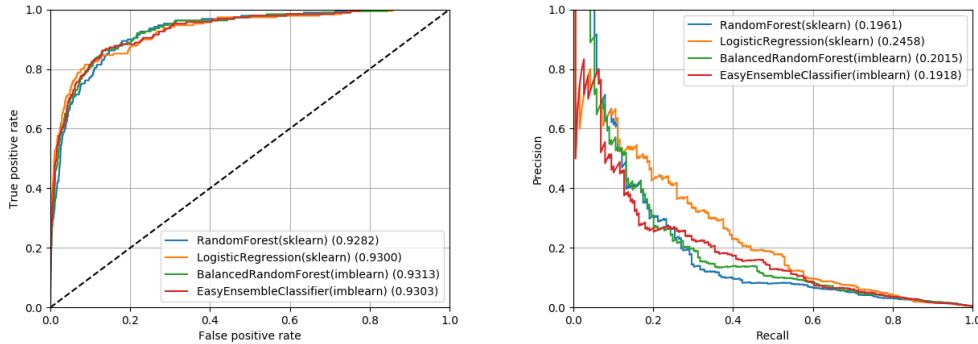 1.0
0.8
0.6
0.4
0.2
0.0
True positive rate
0.0
0.2
0.4
0.6
0.8
1.0
False positive rate
RandomForest(sklearn) (0.9282)
LogisticRegression(sklearn) (0.9300)
BalancedRandomForest(imblearn) (0.9313)
EasyEnsembleClassifier(imblearn) (0.9303)
1.0
0.8
0.6
0.4
0.2
0.0
Precision
0.0
0.2
0.4
0.6
0.8
1.0
Recall
RandomForest(sklearn) (0.1961)
LogisticRegression(sklearn) (0.2458)
BalancedRandomForest(imblearn) (0.2015)
EasyEnsembleClassifier(imblearn) (0.1918)